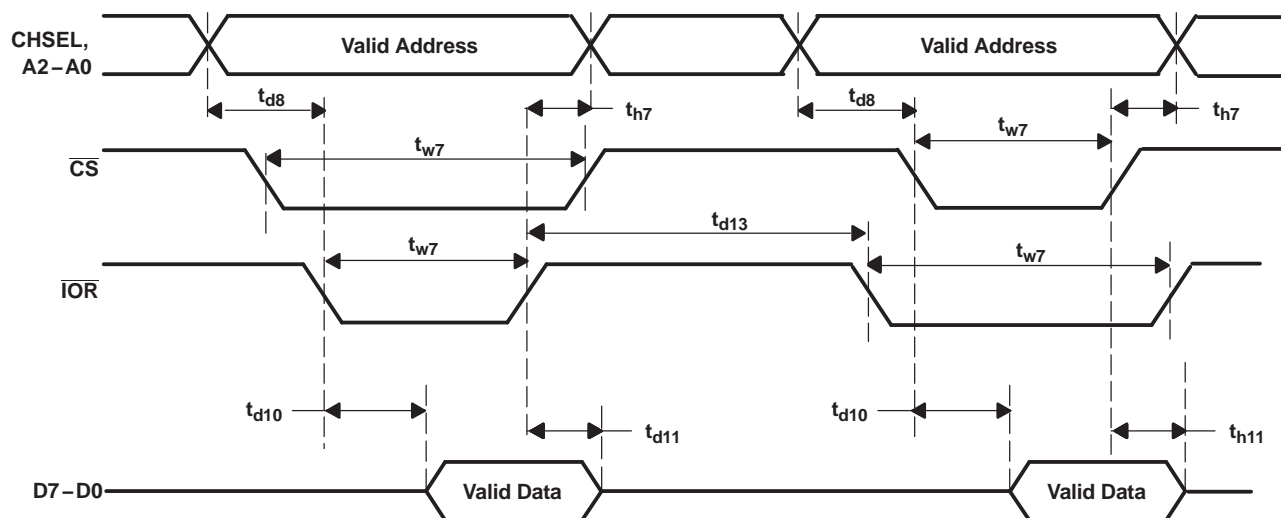 CHSEL,
A2–A0
Valid Address
Valid Address
td8
th7
td8
th7
CS
tw7
tw7
td13
IOR
tw7
tw7
td10
td11
td10
th11
D7–D0
Valid Data
Valid Data